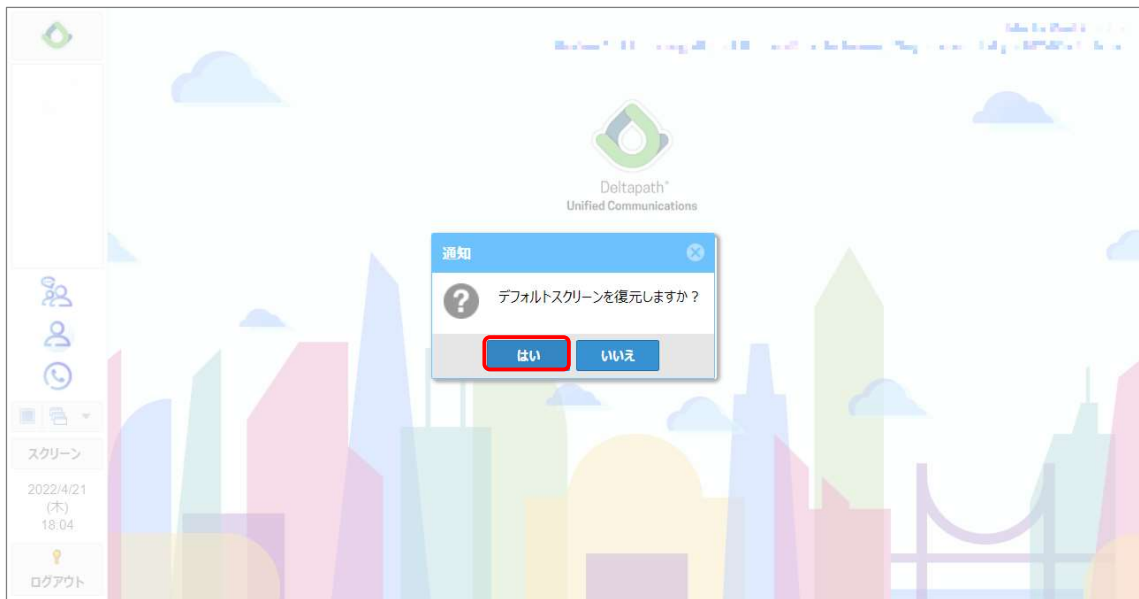 Deltapath
Unified Communications
通知
デフォルトスクリーンを復元しますか？
はい
いいえ
スクリーン
2022/4/21
(木)
18:04
ログアウト